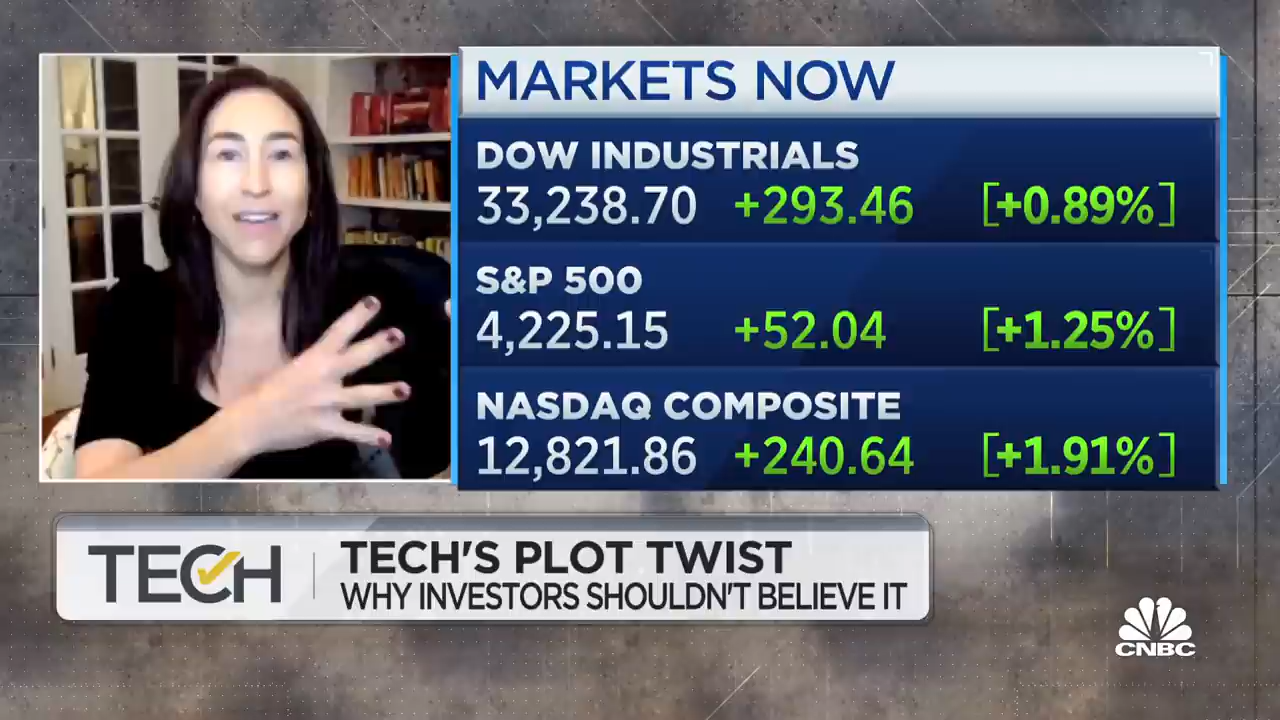 MARKETS NOW
DOW INDUSTRIALS
33,238.70 +293.46 [+0.89%]
S&P 500
4,225.15 +52.04 [+1.25%]
NASDAQ COMPOSITE
12,821.86 +240.64 [+1.91%]
TECH
TECH'S PLOT TWIST
WHY INVESTORS SHOULDN'T BELIEVE IT
CNBC